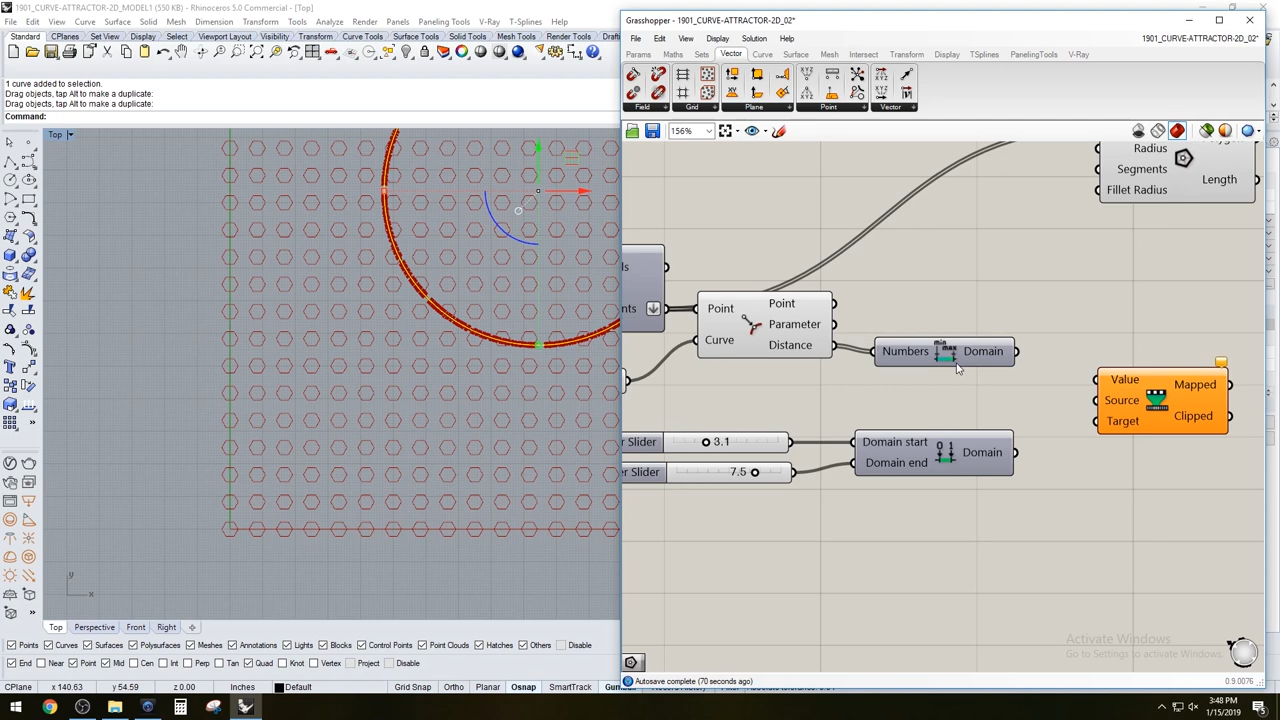 1901_CURVE-ATTRACTOR-2D_MODEL1 (550 KB) - Rhinoceros 5.0 Commercial - [Top]
File Edit View Curve Surface Solid Mesh Dimension Transform Tools Analyze Render Panels Paneling Tools V-Ray T-Splines Help
Standard CPlanes Set View Display Select Viewport Layout Visibility Transform Curve Tools Surface Tools Solid Tools Mesh Tools
1 curve added to selection.
Drag objects, tap Alt to make a duplicate:
Drag objects, tap Alt to make a duplicate:
Command:
Top
y
x
Top Perspective Front Right
Points Curves Surfaces Polysurfaces Meshes Annotations Lights Blocks Control Points Point Clouds Hatches Others Disable
End Near Point Mid Cen Int Perp Tan Quad Knot Vertex Project Disable
CPlane x 140.63 y 54.59 z 0.00 Inches Default Grid Snap Ortho Planar Osnap SmartTrack
Grasshopper - 1901_CURVE-ATTRACTOR-2D_02*
File Edit View Display Solution Help
1901_CURVE-ATTRACTOR-2D_02*
Params Maths Sets Vector Curve Surface Mesh Intersect Transform Display TSplines PanelingTools V-Ray
Field Grid Plane Point Vector
156%
Radius
Segments
Fillet Radius
Length
Point
Curve
Point
Parameter
Distance
Numbers
min
max
Domain
Value
Source
Target
Mapped
Clipped
3.1
7.5
Domain start
Domain end
0 1
Domain
Activate Windows
Go to Settings to activate Windows.
Autosave complete (70 seconds ago)
0.9.0076
3:48 PM
1/15/2019